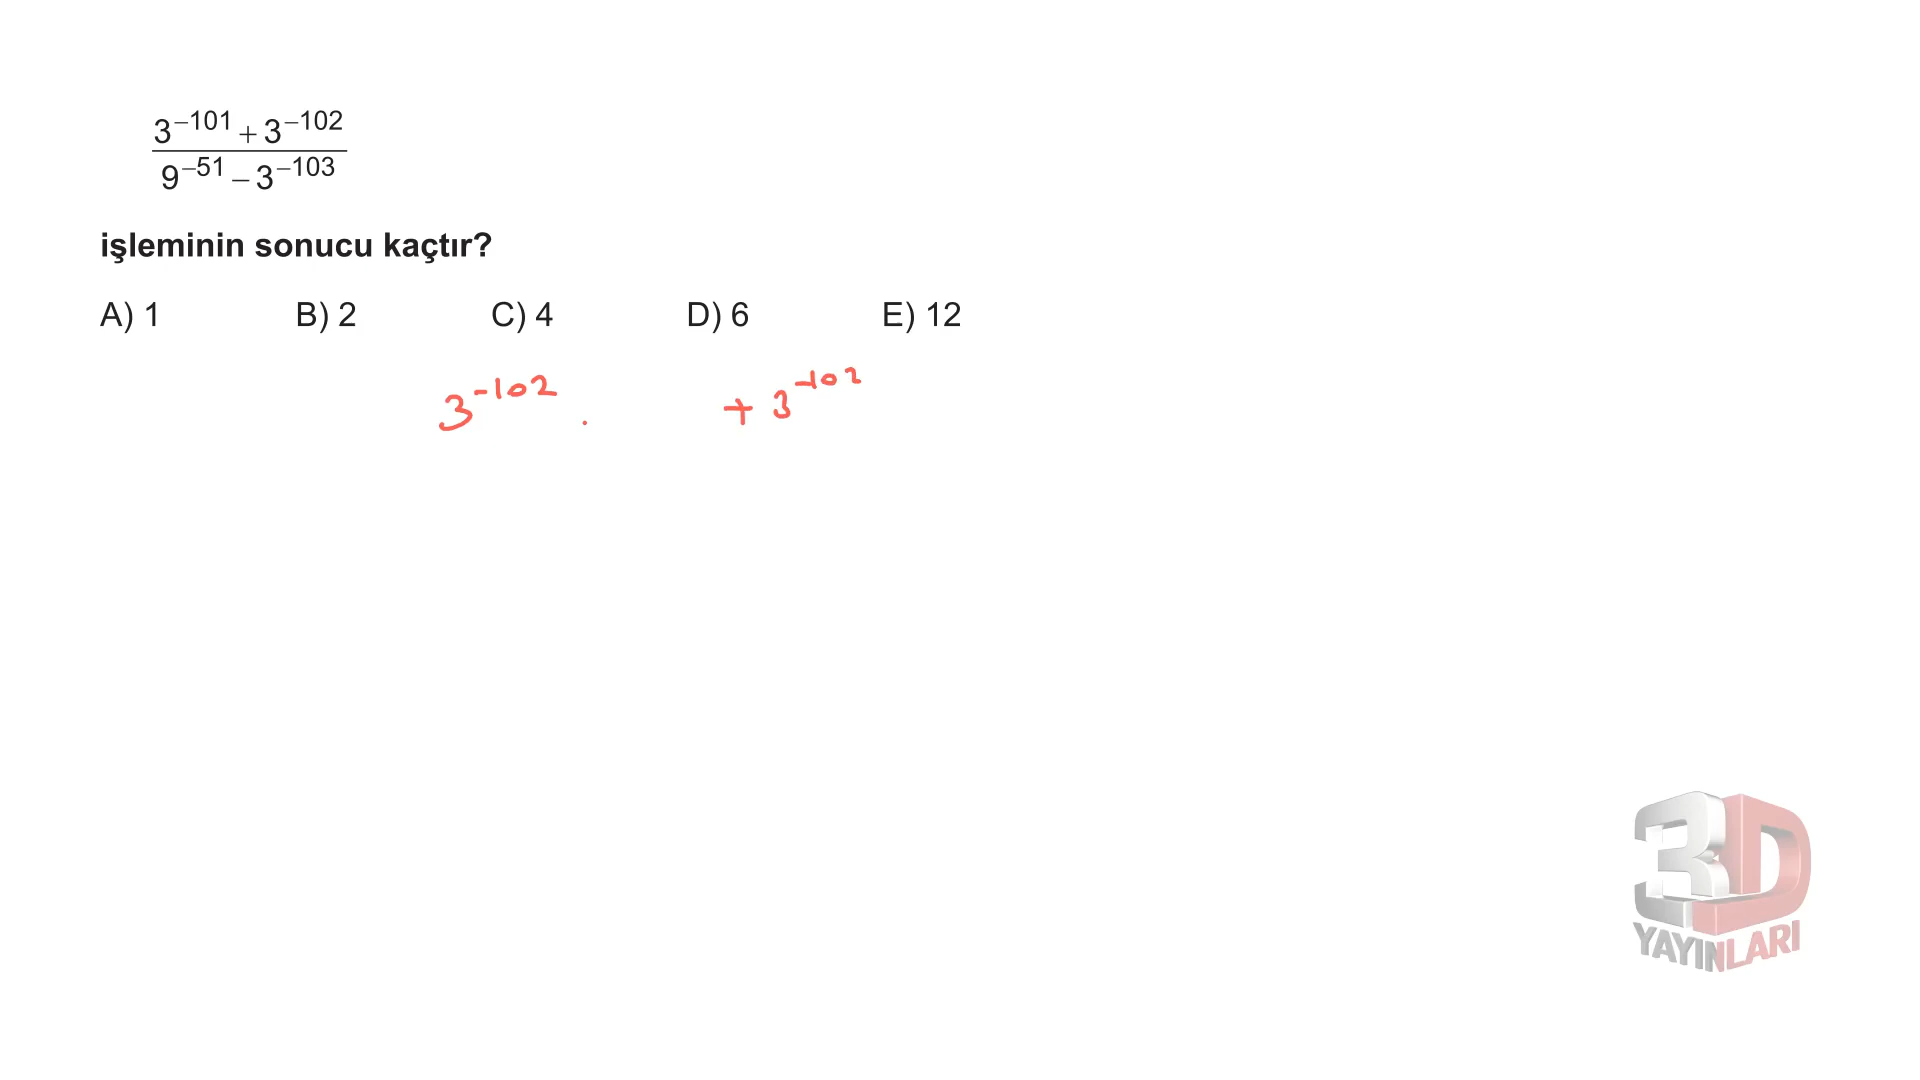 3⁻¹⁰¹ + 3⁻¹⁰²
9⁻⁵¹ – 3⁻¹⁰³
işleminin sonucu kaçtır?
A) 1 B) 2 C) 4 D) 6 E) 12
3⁻¹⁰² . + 3⁻¹⁰²
3D
YAYINLARI